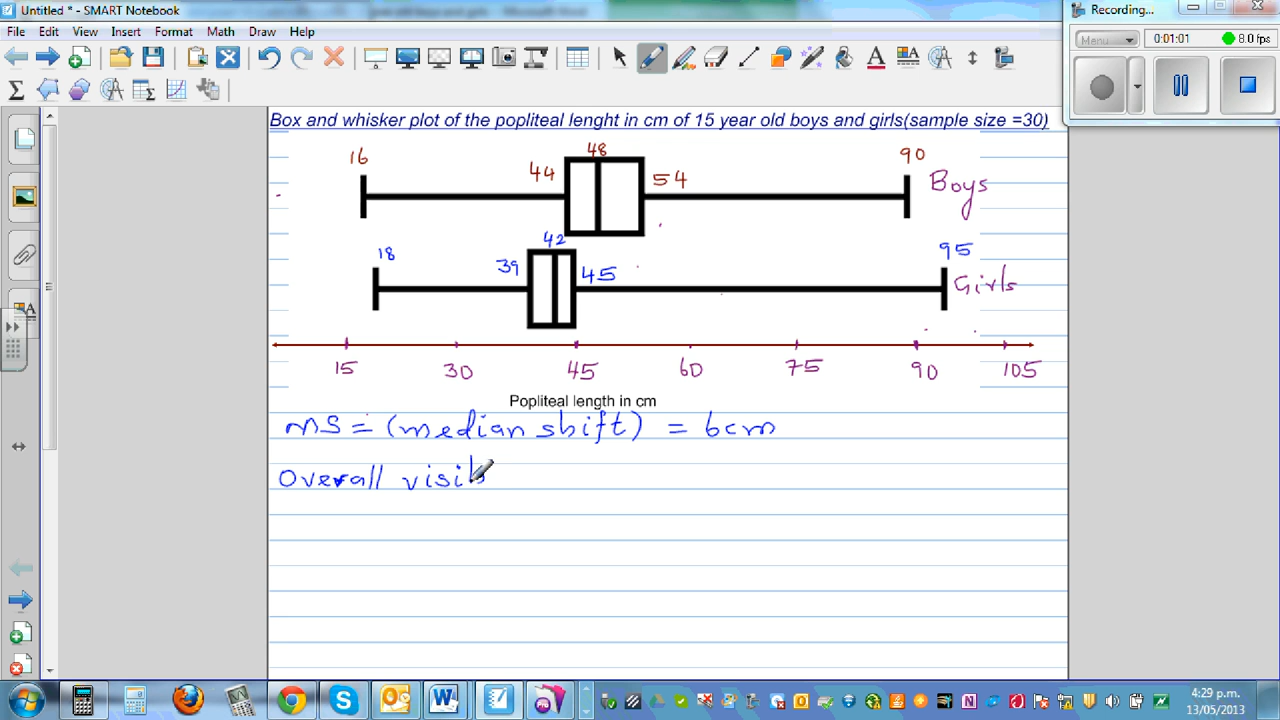 Untitled * - SMART Notebook
Recording...
File Edit View Insert Format Math Draw Help
Menu 0:01:01 8.0 fps
Box and whisker plot of the popliteal lenght in cm of 15 year old boys and girls(sample size =30)
16 44 48 54 90 Boys
18 39 42 45 95 Girls
15 30 45 60 75 90 105
Popliteal length in cm
MS = (median shift) = 6cm
Overall visib
4:29 p.m.
13/05/2013